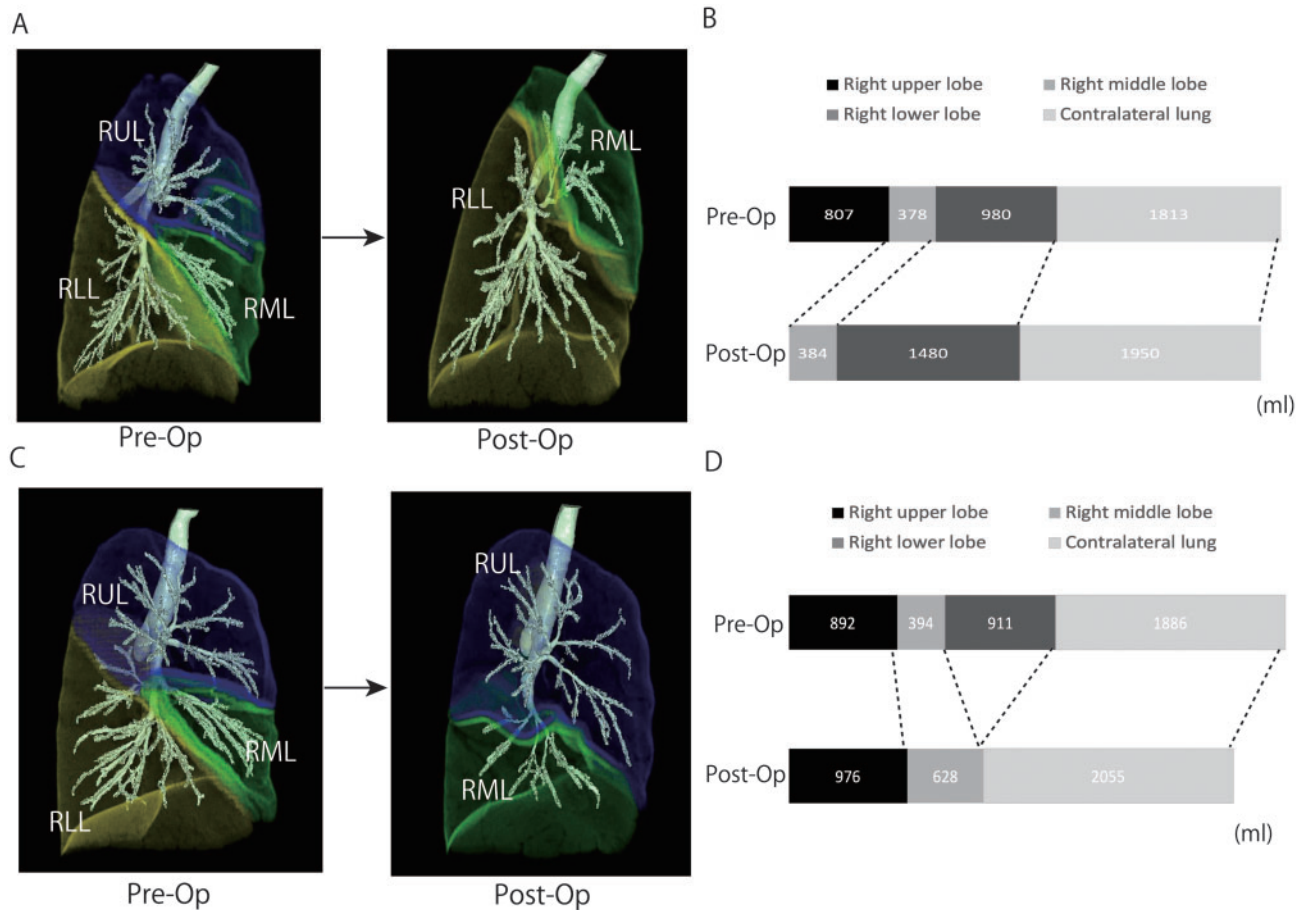 A
RUL
RLL
RML
Pre-Op
RML
RLL
Post-Op
B
Right upper lobe
Right middle lobe
Right lower lobe
Contralateral lung
Pre-Op
807
378
980
1813
Post-Op
384
1480
1950
(ml)
C
RUL
RML
RLL
Pre-Op
RUL
RML
Post-Op
D
Right upper lobe
Right middle lobe
Right lower lobe
Contralateral lung
Pre-Op
892
394
911
1886
Post-Op
976
628
2055
(ml)